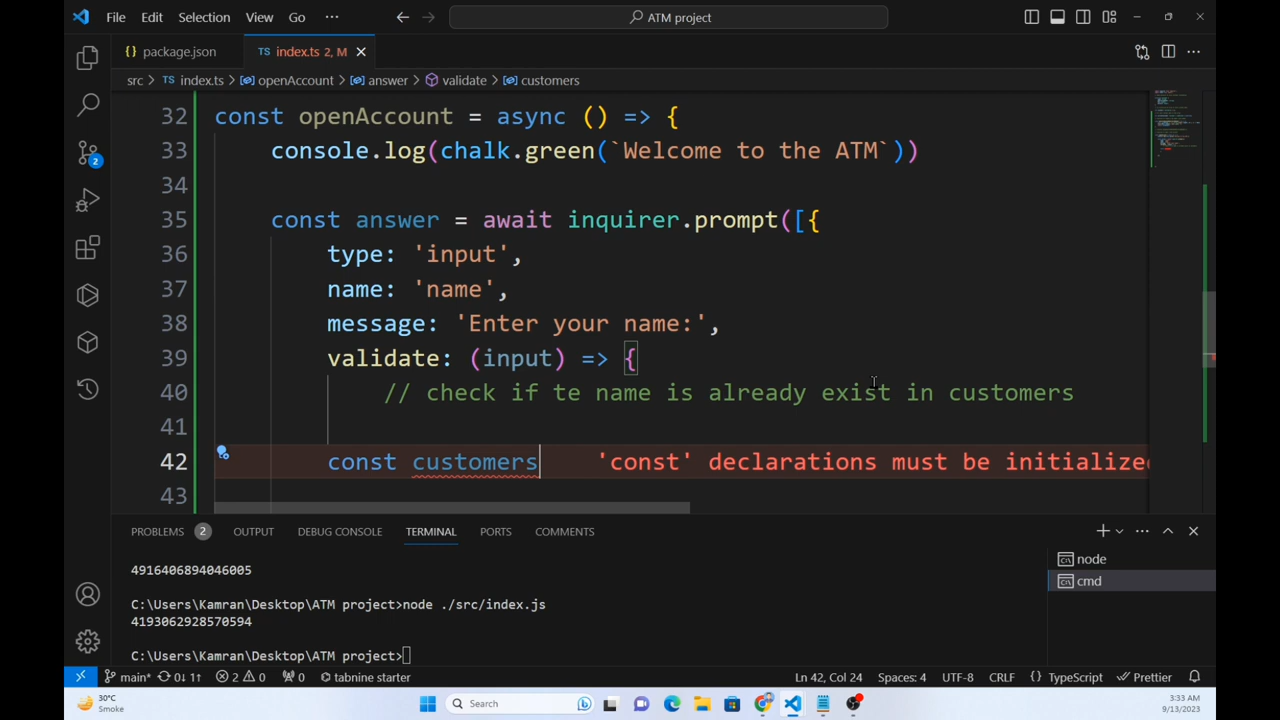 File Edit Selection View Go ··· ATM project
{} package.json TS index.ts 2, M
src > TS index.ts > openAccount > answer > validate > customers
32 const openAccount = async () => {
33 console.log(chalk.green(`Welcome to the ATM`))
34
35 const answer = await inquirer.prompt([{
36 type: 'input',
37 name: 'name',
38 message: 'Enter your name:',
39 validate: (input) => {
40 // check if te name is already exist in customers
41
42 const customers 'const' declarations must be initialized
43
PROBLEMS 2 OUTPUT DEBUG CONSOLE TERMINAL PORTS COMMENTS
4916406894046005
C:\Users\Kamran\Desktop\ATM project>node ./src/index.js
4193062928570594
C:\Users\Kamran\Desktop\ATM project>
node
cmd
2
main* 0↓ 1↑ 2 0 0 tabnine starter Ln 42, Col 24 Spaces: 4 UTF-8 CRLF {} TypeScript Prettier
30°C
Smoke
Search
3:33 AM
9/13/2023